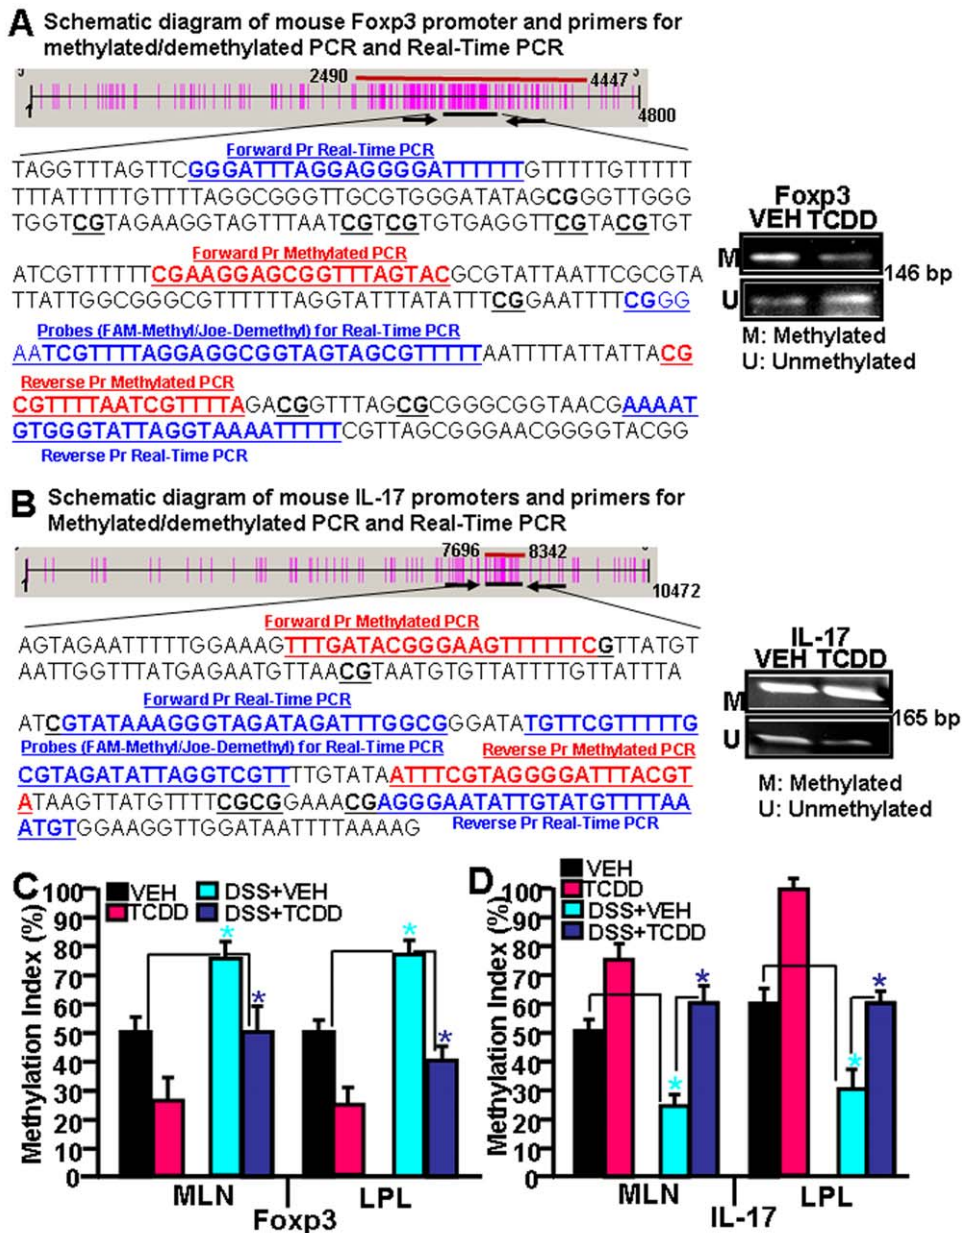 A Schematic diagram of mouse Foxp3 promoter and primers for
methylated/demethylated PCR and Real-Time PCR
2490
4447
1
4800
Forward Pr Real-Time PCR
TAGGTTTAGTTCGGGATTTAGGAGGGGATTTTTTGTTTTTGTTTTT
TTTATTTTTGTTTTAGGCGGGTTGCGTGGGATATAGCGGGTTGGG
TGGTCGTAGAAGGTAGTTTAATCGTCGTGTGAGGTTCGTACGTGT
Forward Pr Methylated PCR
ATCGTTTTTTCGAAGGAGCGGTTTAGTACGCGTATTAATTCGCGTA
TTATTGGCGGGCGTTTTTTAGGTATTTATATTTCGGAATTTTCGGG
Probes (FAM-Methyl/Joe-Demethyl) for Real-Time PCR
AATCGTTTTAGGAGGCGGTAGTAGCGTTTTTAATTTTATTATTACG
Reverse Pr Methylated PCR
CGTTTTAATCGTTTTAGACGGTTTAGCGCGGGCGGTAACGAAAAT
GTGGGTATTAGGTAAAATTTTTCGTTAGCGGGAACGGGGTACGG
Reverse Pr Real-Time PCR
Foxp3
VEH TCDD
M
146 bp
U
M: Methylated
U: Unmethylated
B Schematic diagram of mouse IL-17 promoters and primers for
Methylated/demethylated PCR and Real-Time PCR
7696
8342
1
10472
Forward Pr Methylated PCR
AGTAGAATTTTTGGAAAGTTTGATACGGGAAGTTTTTTCGTTATGT
AATTGGTTTATGAGAATGTTAACGTAATGTGTTATTTTGTTATTTA
Forward Pr Real-Time PCR
ATCGTATAAAGGGTAGATAGATTTGGCGGGATATGTTCGTTTTTG
Probes (FAM-Methyl/Joe-Demethyl) for Real-Time PCR
Reverse Pr Methylated PCR
CGTAGATATTAGGTCGTTTTGTATAATTTCGTAGGGGATTTACGT
ATAAGTTATGTTTTCGCGGAAACGAGGGAATATTGTATGTTTTAA
Reverse Pr Real-Time PCR
ATGTGGAAGGTTGGATAATTTTAAAAG
IL-17
VEH TCDD
M
165 bp
U
M: Methylated
U: Unmethylated
C
VEH
DSS+VEH
TCDD
DSS+TCDD
Methylation Index (%)
100
90
80
70
60
50
40
30
20
10
0
* * * *
MLN LPL
Foxp3
D
VEH
TCDD
DSS+VEH
DSS+TCDD
Methylation Index (%)
100
90
80
70
60
50
40
30
20
10
0
* * * *
MLN LPL
IL-17